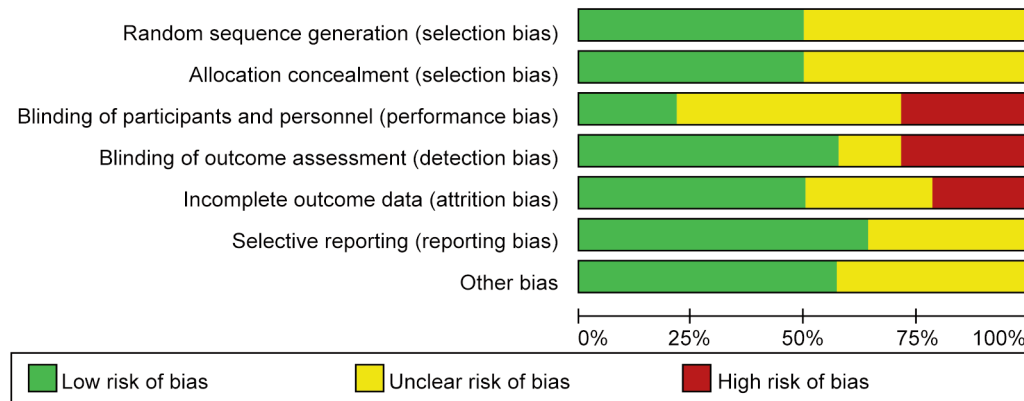 Random sequence generation (selection bias)
Allocation concealment (selection bias)
Blinding of participants and personnel (performance bias)
Blinding of outcome assessment (detection bias)
Incomplete outcome data (attrition bias)
Selective reporting (reporting bias)
Other bias
0% 25% 50% 75% 100%
Low risk of bias Unclear risk of bias High risk of bias